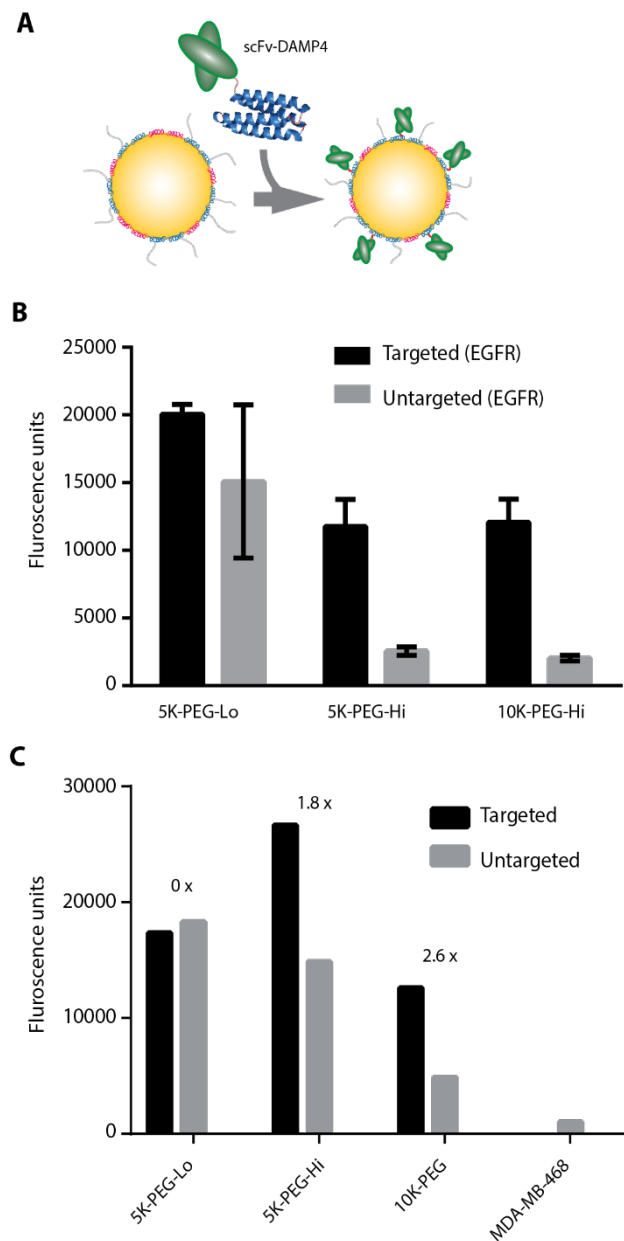 A
scFv-DAMP4
B
Fluroscence units
25000
20000
15000
10000
5000
0
Targeted (EGFR)
Untargeted (EGFR)
5K-PEG-Lo
5K-PEG-Hi
10K-PEG-Hi
C
Fluroscence units
30000
20000
10000
0
0 x
1.8 x
2.6 x
Targeted
Untargeted
5K-PEG-Lo
5K-PEG-Hi
10K-PEG
MDA-MB-468